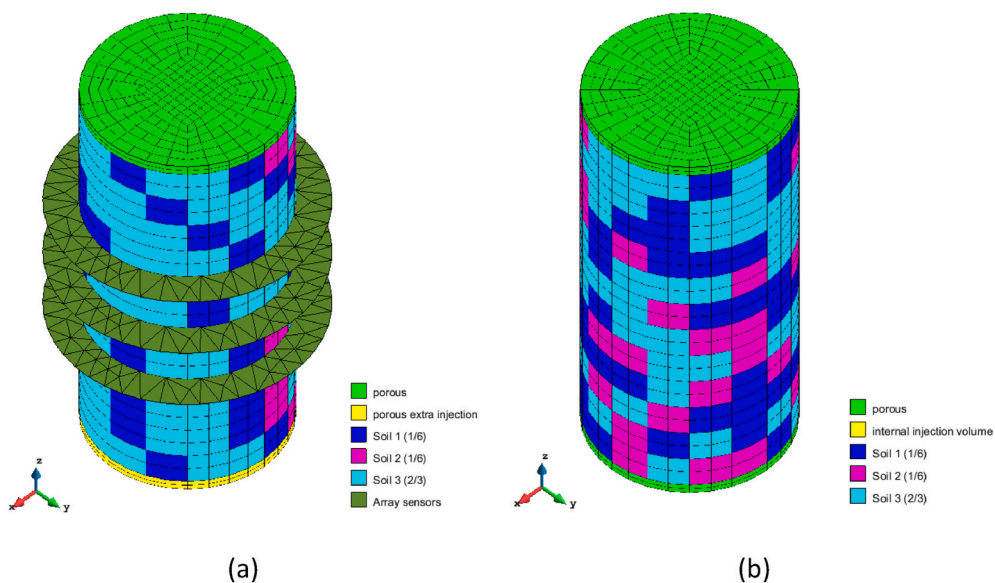 porous
porous extra injection
Soil 1 (1/6)
Soil 2 (1/6)
Soil 3 (2/3)
Array sensors
z
x
y
(a)
porous
internal injection volume
Soil 1 (1/6)
Soil 2 (1/6)
Soil 3 (2/3)
z
x
y
(b)